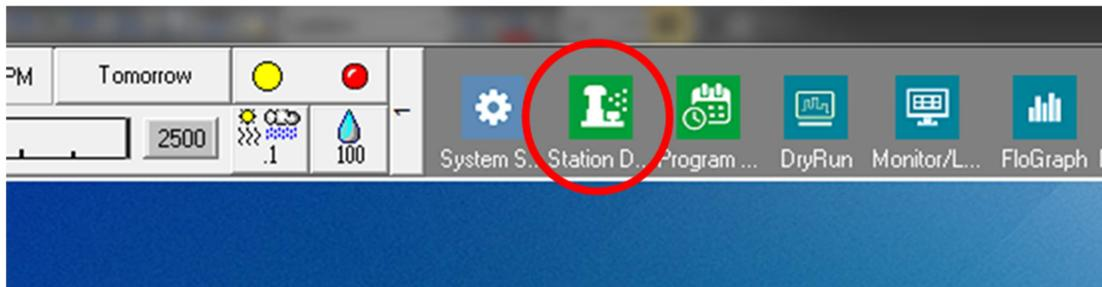 PM Tomorrow
2500 .1 100
System S... Station D... Program ... DryRun Monitor/L... FloGraph